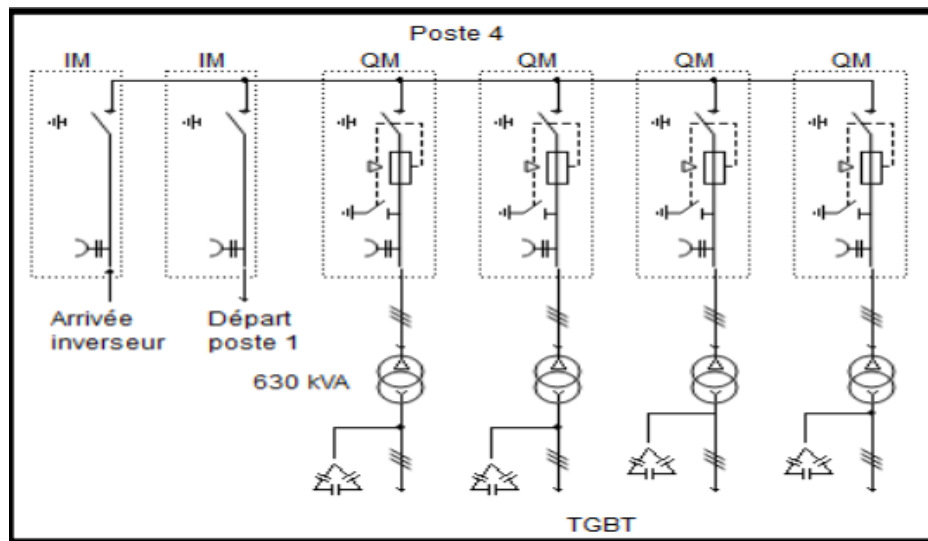 Poste 4
IM IM QM QM QM QM
Arrivée
inverseur
Départ
poste 1
630 kVA
TGBT